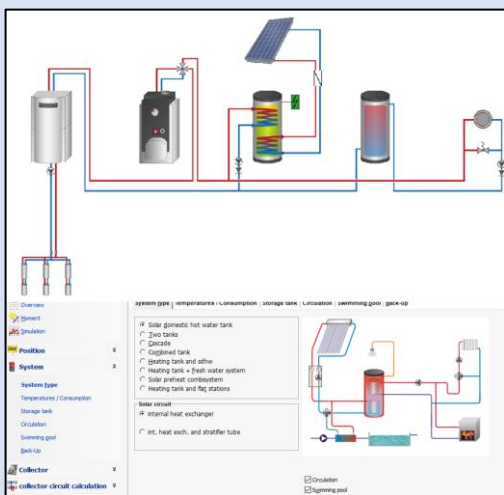 Overview
Moment
Simulation
Position
System
System type
Temperatures / Consumption
Storage tank
Circulation
Swimming pool
Back-Up
Collector
collector circuit calculation
System type | Temperatures / Consumption | Storage tank | Circulation | Swimming pool | Back-up
Solar domestic hot water tank
Two tanks
Cascade
Combined tank
Heating tank and sdhw
Heating tank + fresh water system
Solar preheat combisystem
Heating tank and flat stations
Solar circuit
internal heat exchanger
int. heat exch. and stratifier tube
Circulation
Swimming pool